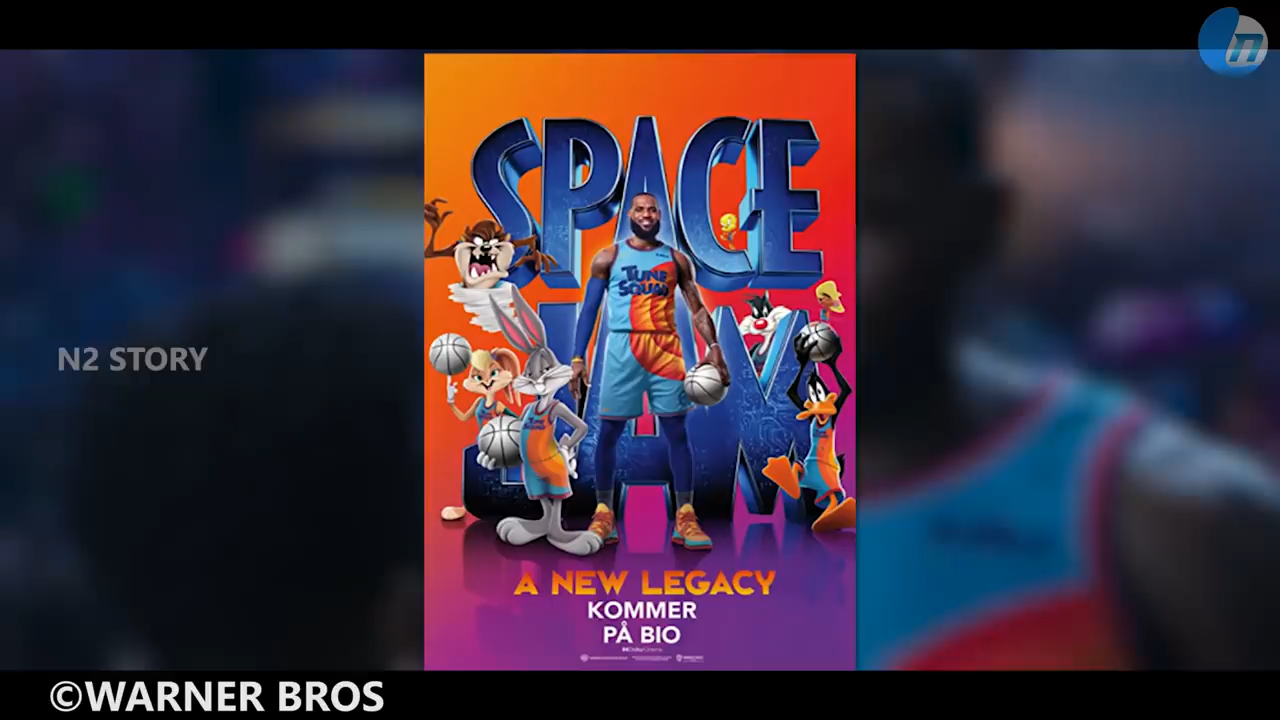 SPACE
JAM
TUNE
SQUAD
N2 STORY
A NEW LEGACY
KOMMER
PÅ BIO
©WARNER BROS